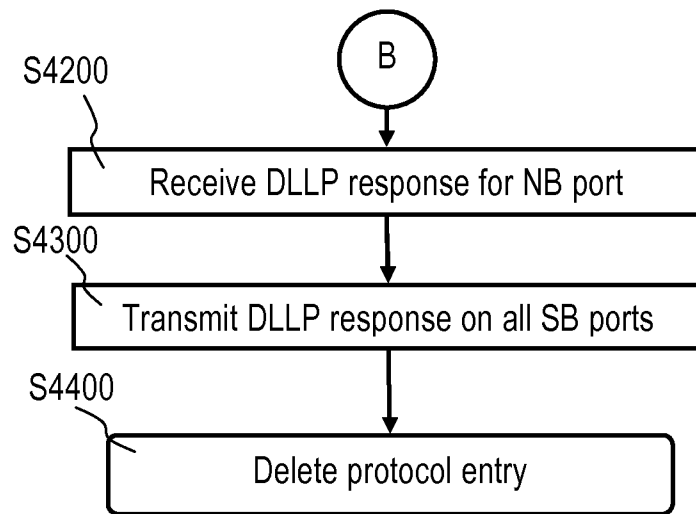 B
S4200
Receive DLLP response for NB port
S4300
Transmit DLLP response on all SB ports
S4400
Delete protocol entry